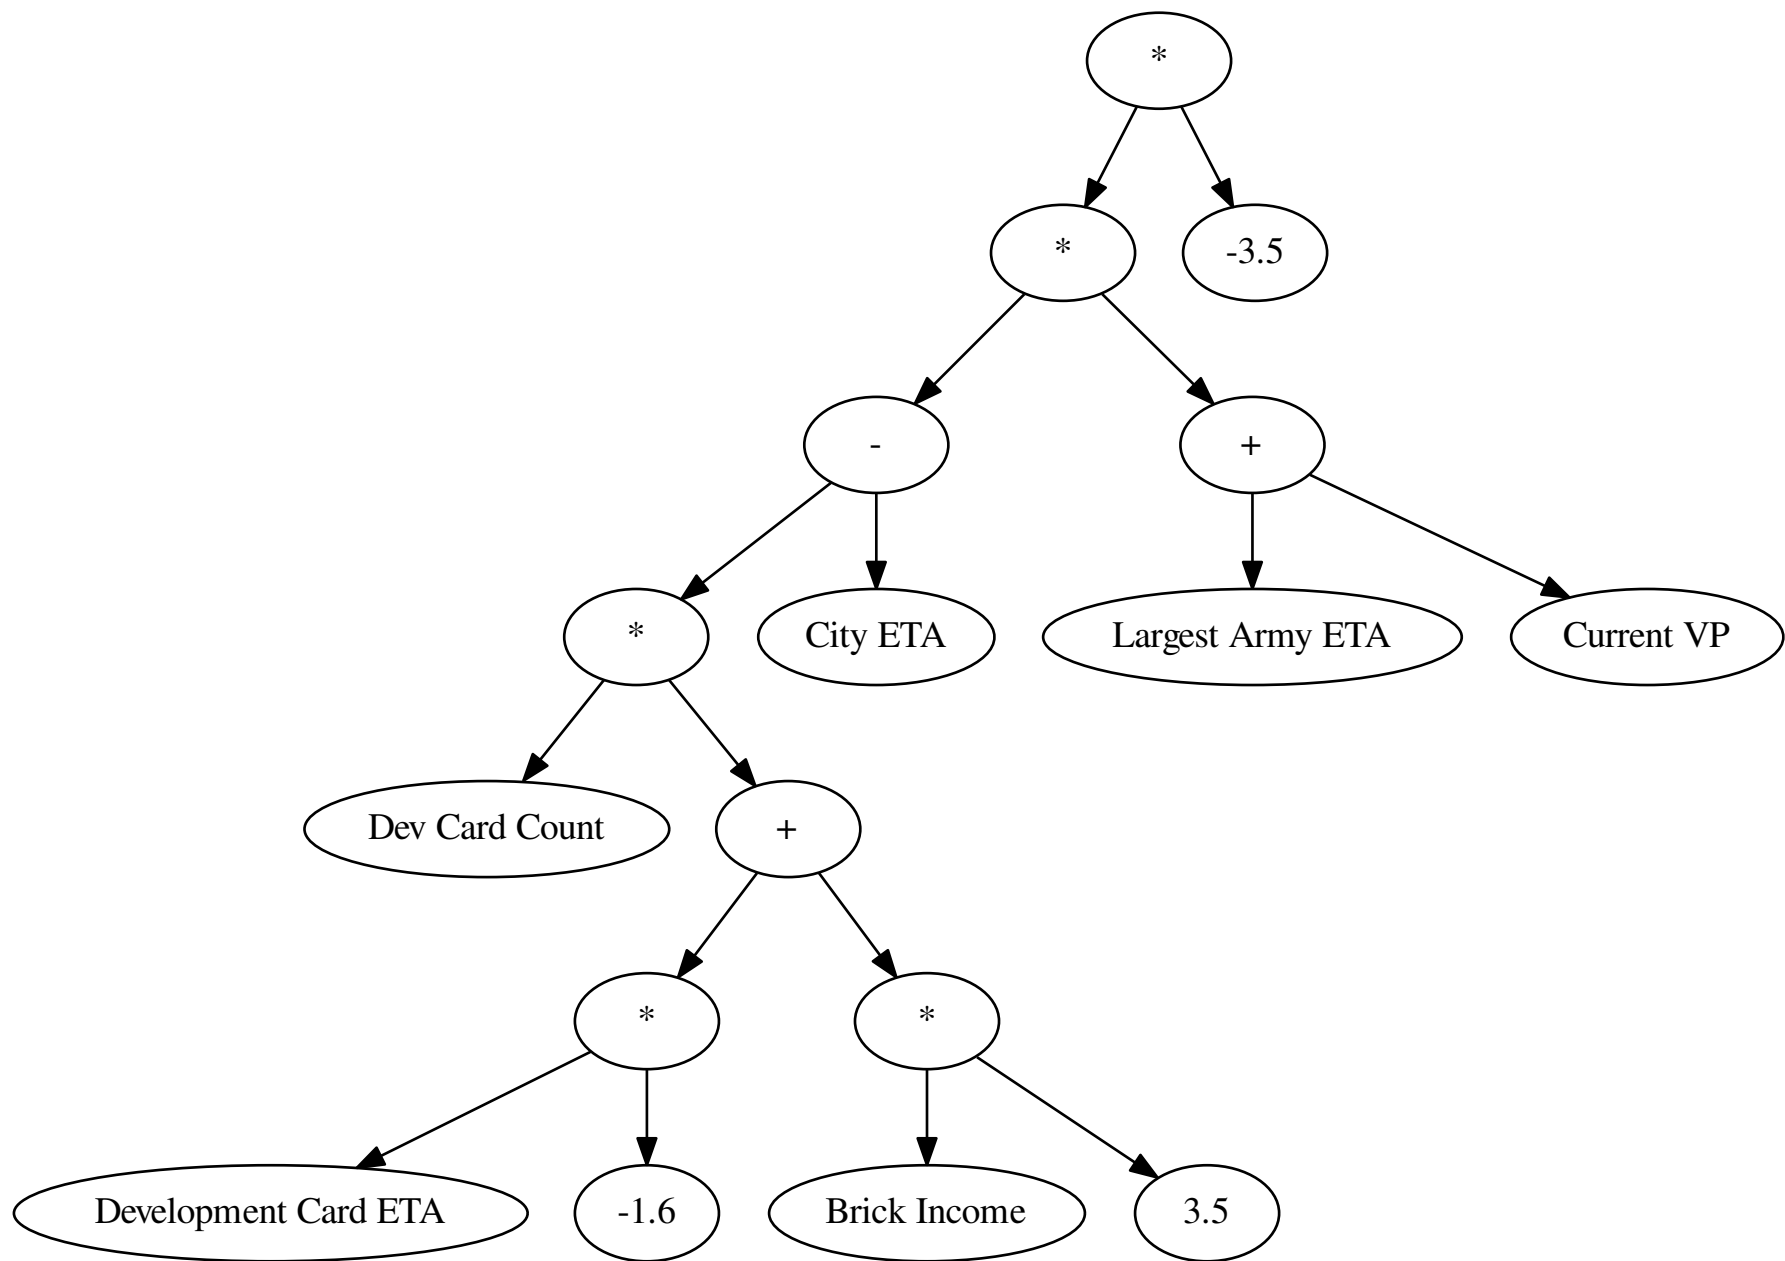 *
*
-3.5
-
+
*
City ETA
Largest Army ETA
Current VP
Dev Card Count
+
*
*
Development Card ETA
-1.6
Brick Income
3.5